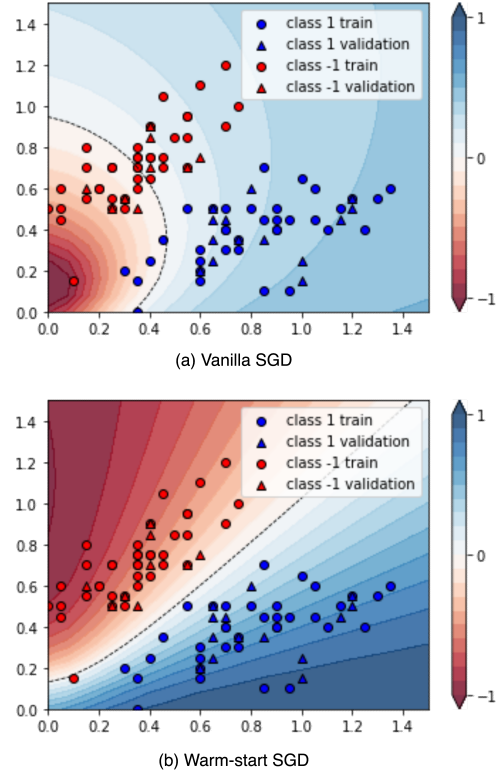 1.4
1.2
1.0
0.8
0.6
0.4
0.2
0.0
0.0 0.2 0.4 0.6 0.8 1.0 1.2 1.4
class 1 train
class 1 validation
class -1 train
class -1 validation
1
0
−1
(a) Vanilla SGD
1.4
1.2
1.0
0.8
0.6
0.4
0.2
0.0
0.0 0.2 0.4 0.6 0.8 1.0 1.2 1.4
class 1 train
class 1 validation
class -1 train
class -1 validation
1
0
−1
(b) Warm-start SGD